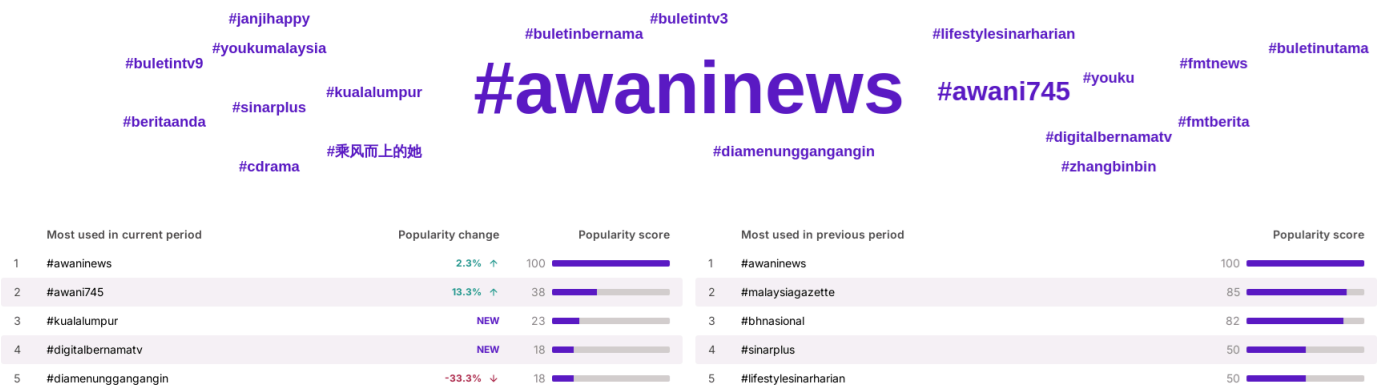 #janjihappy
#buletintv3
#buletinbernama
#lifestylesinarharian
#youkumalaysia
#buletinutama
#buletintv9
#fmtnews
#awaninews
#youku
#kualalumpur
#awani745
#sinarplus
#beritaanda
#fmtberita
#digitalbernamatv
#乘风而上的她
#diamenunggangangin
#cdrama
#zhangbinbin
Most used in current period Popularity change Popularity score
1 #awaninews 2.3% ↑ 100
2 #awani745 13.3% ↑ 38
3 #kualalumpur NEW 23
4 #digitalbernamatv NEW 18
5 #diamenunggangangin -33.3% ↓ 18
Most used in previous period Popularity score
1 #awaninews 100
2 #malaysiagazette 85
3 #bhnasional 82
4 #sinarplus 50
5 #lifestylesinarharian 50